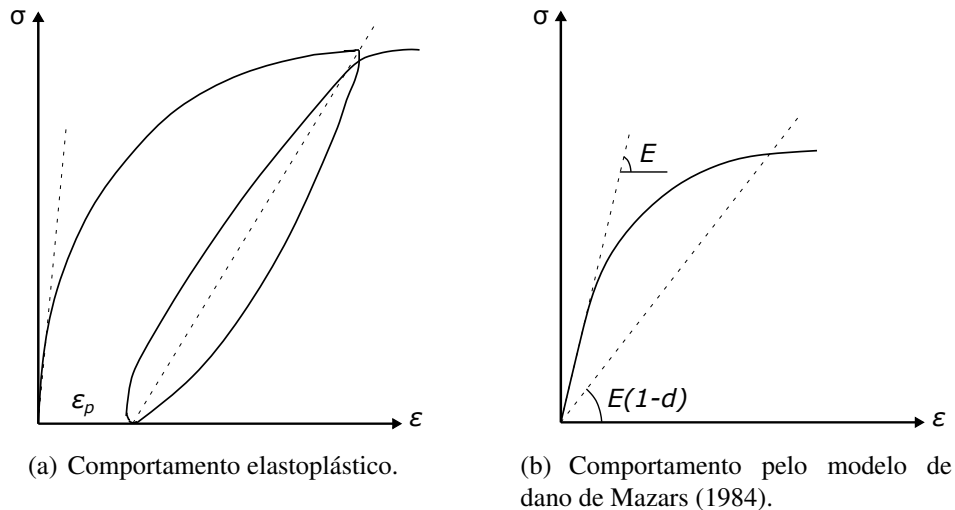 σ
ε
ε_p
(a) Comportamento elastoplástico.
σ
E
E(1-d)
ε
(b) Comportamento pelo modelo de
dano de Mazars (1984).